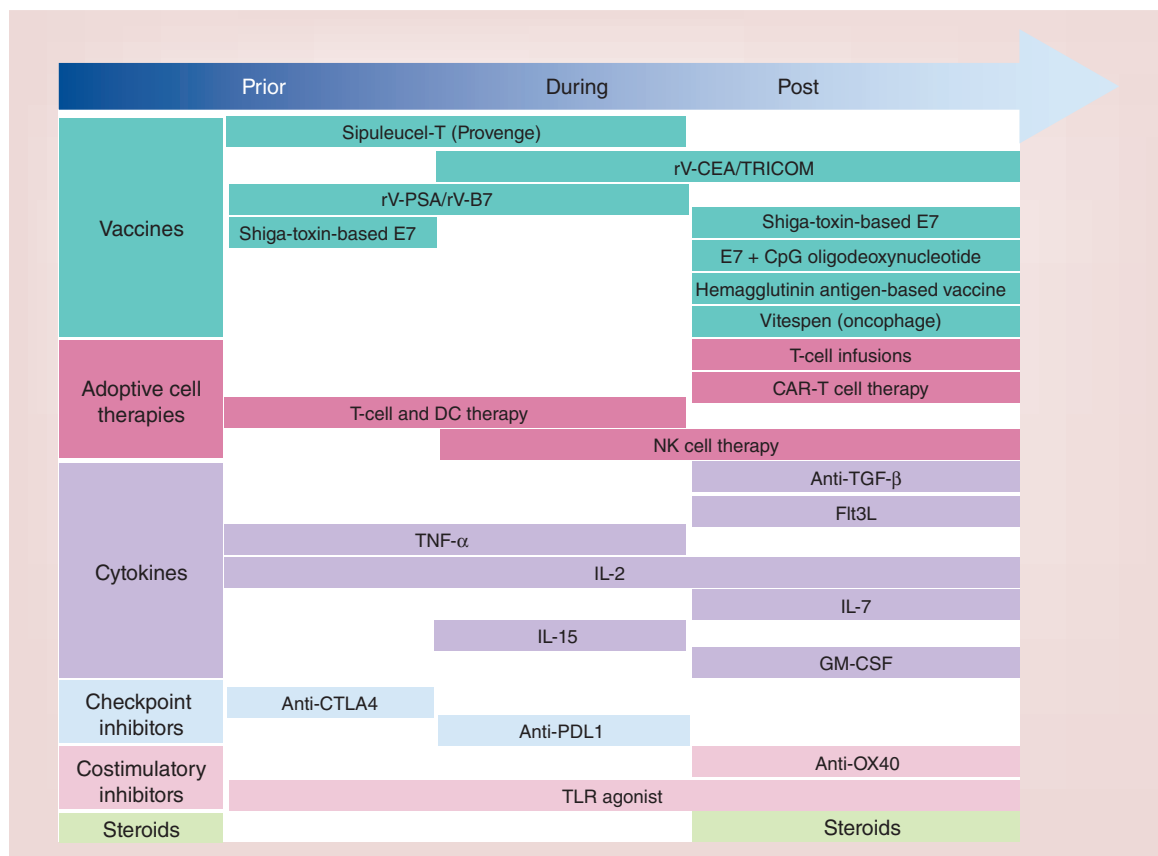 Prior During Post
Vaccines
Sipuleucel-T (Provenge)
rV-CEA/TRICOM
rV-PSA/rV-B7
Shiga-toxin-based E7
Shiga-toxin-based E7
E7 + CpG oligodeoxynucleotide
Hemagglutinin antigen-based vaccine
Vitespen (oncophage)
Adoptive cell
therapies
T-cell infusions
CAR-T cell therapy
T-cell and DC therapy
NK cell therapy
Cytokines
Anti-TGF-β
Flt3L
TNF-α
IL-2
IL-7
IL-15
GM-CSF
Checkpoint
inhibitors
Anti-CTLA4
Anti-PDL1
Costimulatory
inhibitors
Anti-OX40
TLR agonist
Steroids
Steroids